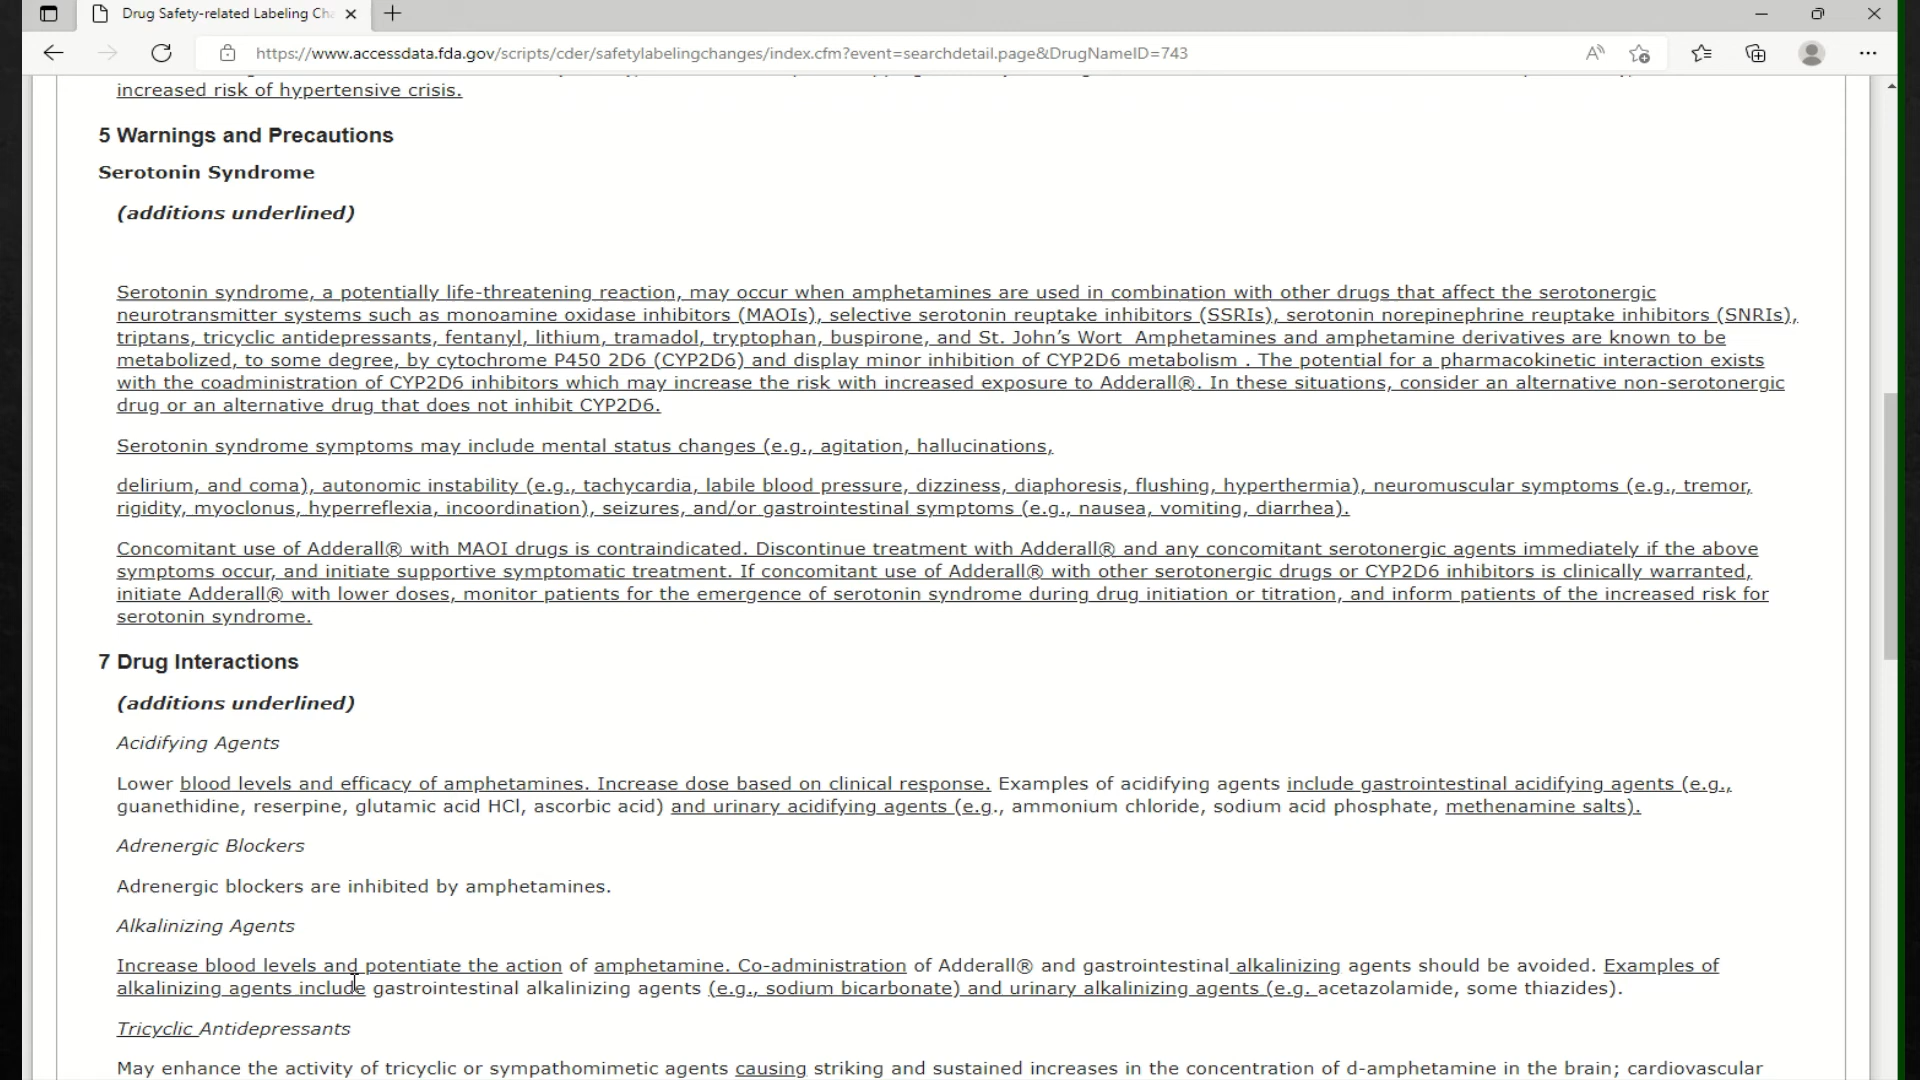 Drug Safety-related Labeling Cha
https://www.accessdata.fda.gov/scripts/cder/safetylabelingchanges/index.cfm?event=searchdetail.page&DrugNameID=743
increased risk of hypertensive crisis.
5 Warnings and Precautions
Serotonin Syndrome
(additions underlined)
Serotonin syndrome, a potentially life-threatening reaction, may occur when amphetamines are used in combination with other drugs that affect the serotonergic
neurotransmitter systems such as monoamine oxidase inhibitors (MAOIs), selective serotonin reuptake inhibitors (SSRIs), serotonin norepinephrine reuptake inhibitors (SNRIs),
triptans, tricyclic antidepressants, fentanyl, lithium, tramadol, tryptophan, buspirone, and St. John’s Wort  Amphetamines and amphetamine derivatives are known to be
metabolized, to some degree, by cytochrome P450 2D6 (CYP2D6) and display minor inhibition of CYP2D6 metabolism . The potential for a pharmacokinetic interaction exists
with the coadministration of CYP2D6 inhibitors which may increase the risk with increased exposure to Adderall®. In these situations, consider an alternative non-serotonergic
drug or an alternative drug that does not inhibit CYP2D6.
Serotonin syndrome symptoms may include mental status changes (e.g., agitation, hallucinations,
delirium, and coma), autonomic instability (e.g., tachycardia, labile blood pressure, dizziness, diaphoresis, flushing, hyperthermia), neuromuscular symptoms (e.g., tremor,
rigidity, myoclonus, hyperreflexia, incoordination), seizures, and/or gastrointestinal symptoms (e.g., nausea, vomiting, diarrhea).
Concomitant use of Adderall® with MAOI drugs is contraindicated. Discontinue treatment with Adderall® and any concomitant serotonergic agents immediately if the above
symptoms occur, and initiate supportive symptomatic treatment. If concomitant use of Adderall® with other serotonergic drugs or CYP2D6 inhibitors is clinically warranted,
initiate Adderall® with lower doses, monitor patients for the emergence of serotonin syndrome during drug initiation or titration, and inform patients of the increased risk for
serotonin syndrome.
7 Drug Interactions
(additions underlined)
Acidifying Agents
Lower blood levels and efficacy of amphetamines. Increase dose based on clinical response. Examples of acidifying agents include gastrointestinal acidifying agents (e.g.,
guanethidine, reserpine, glutamic acid HCl, ascorbic acid) and urinary acidifying agents (e.g., ammonium chloride, sodium acid phosphate, methenamine salts).
Adrenergic Blockers
Adrenergic blockers are inhibited by amphetamines.
Alkalinizing Agents
Increase blood levels and potentiate the action of amphetamine. Co-administration of Adderall® and gastrointestinal alkalinizing agents should be avoided. Examples of
alkalinizing agents include gastrointestinal alkalinizing agents (e.g., sodium bicarbonate) and urinary alkalinizing agents (e.g. acetazolamide, some thiazides).
Tricyclic Antidepressants
May enhance the activity of tricyclic or sympathomimetic agents causing striking and sustained increases in the concentration of d-amphetamine in the brain; cardiovascular